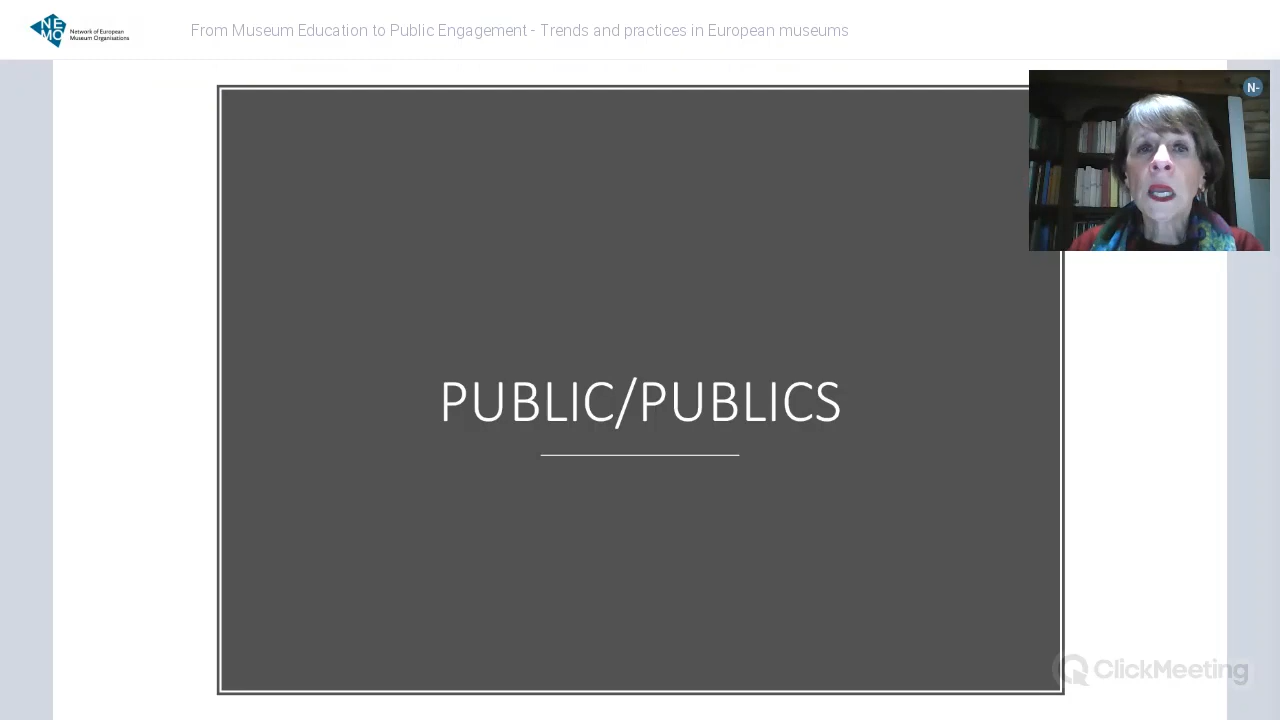 NE
MO
Network of European
Museum Organisations
From Museum Education to Public Engagement - Trends and practices in European museums
N-
PUBLIC/PUBLICS
ClickMeeting